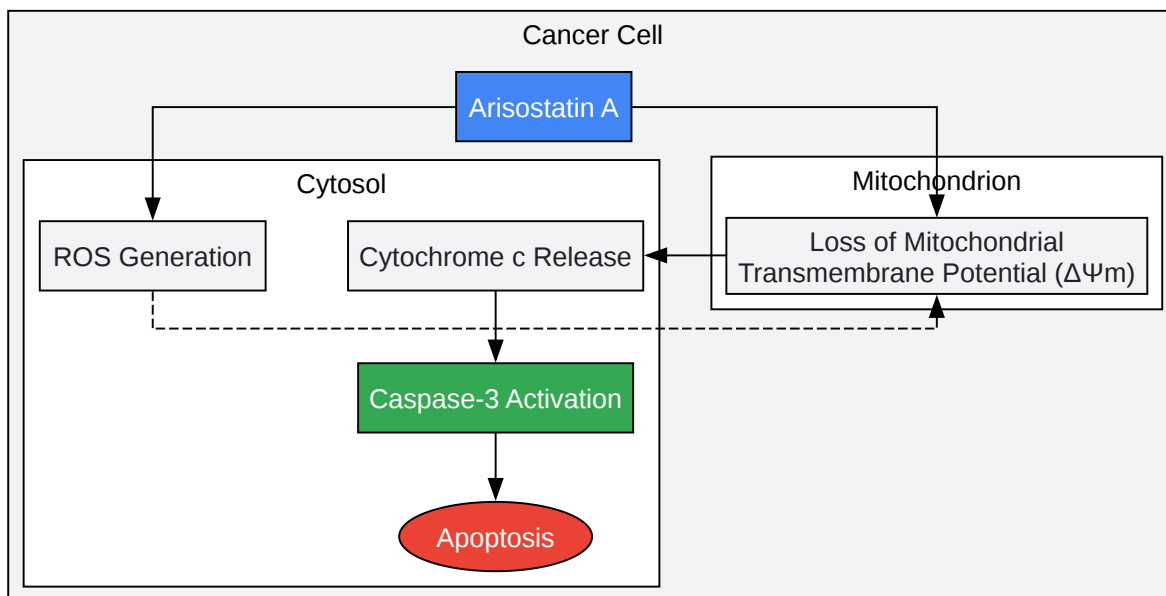 Cancer Cell
Arisostatin A
Cytosol
Mitochondrion
ROS Generation
Cytochrome c Release
Loss of Mitochondrial
Transmembrane Potential (ΔΨm)
Caspase-3 Activation
Apoptosis